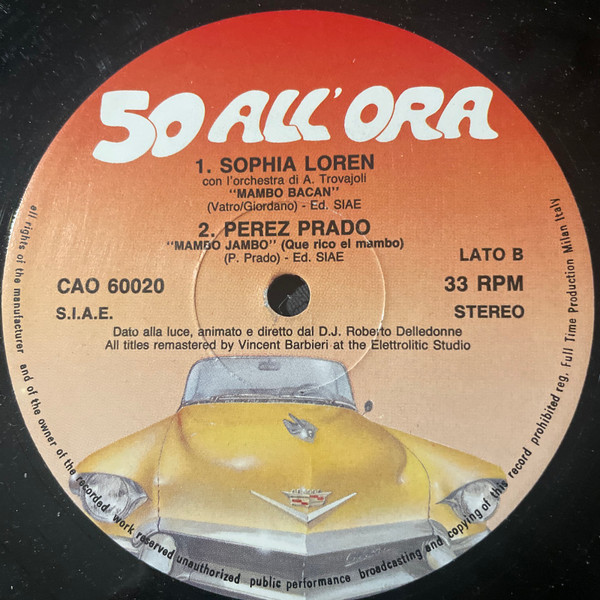 50 ALL'ORA
1. SOPHIA LOREN
con l'orchestra di A. Trovajoli
"MAMBO BACAN"
(Vatro/Giordano) - Ed. SIAE
2. PEREZ PRADO
"MAMBO JAMBO" (Que rico el mambo)
(P. Prado) - Ed. SIAE
LATO B
CAO 60020
33 RPM
S.I.A.E.
STEREO
Dato alla luce, animato e diretto dal D.J. Roberto Delledonne
All titles remastered by Vincent Barbieri at the Elettrolitic Studio
all rights of the manufacturer and of the owner of the recorded work reserved unauthorized public performance broadcasting and copying of this record prohibited reg. Full Time Production Milan Italy